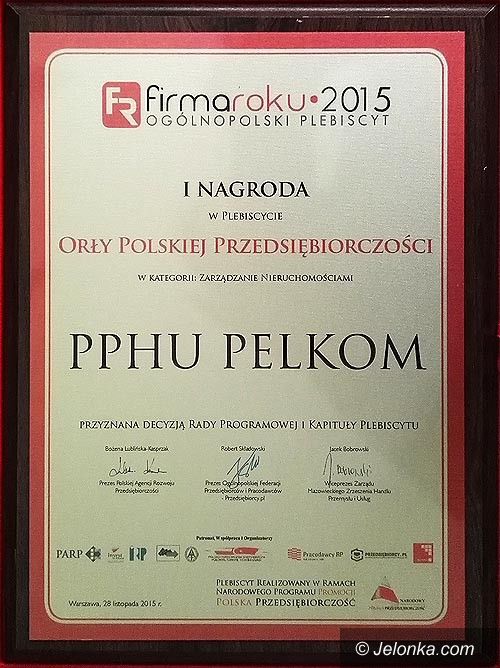 FR firmaroku•2015
OGÓLNOPOLSKI PLEBISCYT
I NAGRODA
W PLEBISCYCIE
ORŁY POLSKIEJ PRZEDSIĘBIORCZOŚCI
W KATEGORII: ZARZĄDZANIE NIERUCHOMOŚCIAMI
PPHU PELKOM
PRZYZNANA DECYZJĄ RADY PROGRAMOWEJ I KAPITUŁY PLEBISCYTU
Bożena Lublińska-Kasprzak
Prezes Polskiej Agencji Rozwoju
Przedsiębiorczości
Robert Składowski
Prezes Ogólnopolskiej Federacji
Przedsiębiorców i Pracodawców
- Przedsiębiorcy.pl
Jacek Bobrowski
Wiceprezes Zarządu
Mazowieckiego Zrzeszenia Handlu
Przemysłu i Usług
Patronat, Współpraca i Organizatorzy
PARP
Pracodawcy RP
PRZEDSIĘBIORCY.PL
PLEBISCYT REALIZOWANY W RAMACH
NARODOWEGO PROGRAMU PROMOCJI
POLSKA PRZEDSIĘBIORCZOŚĆ
NARODOWY
Warszawa, 28 listopada 2015 r.
© Jelonka.com